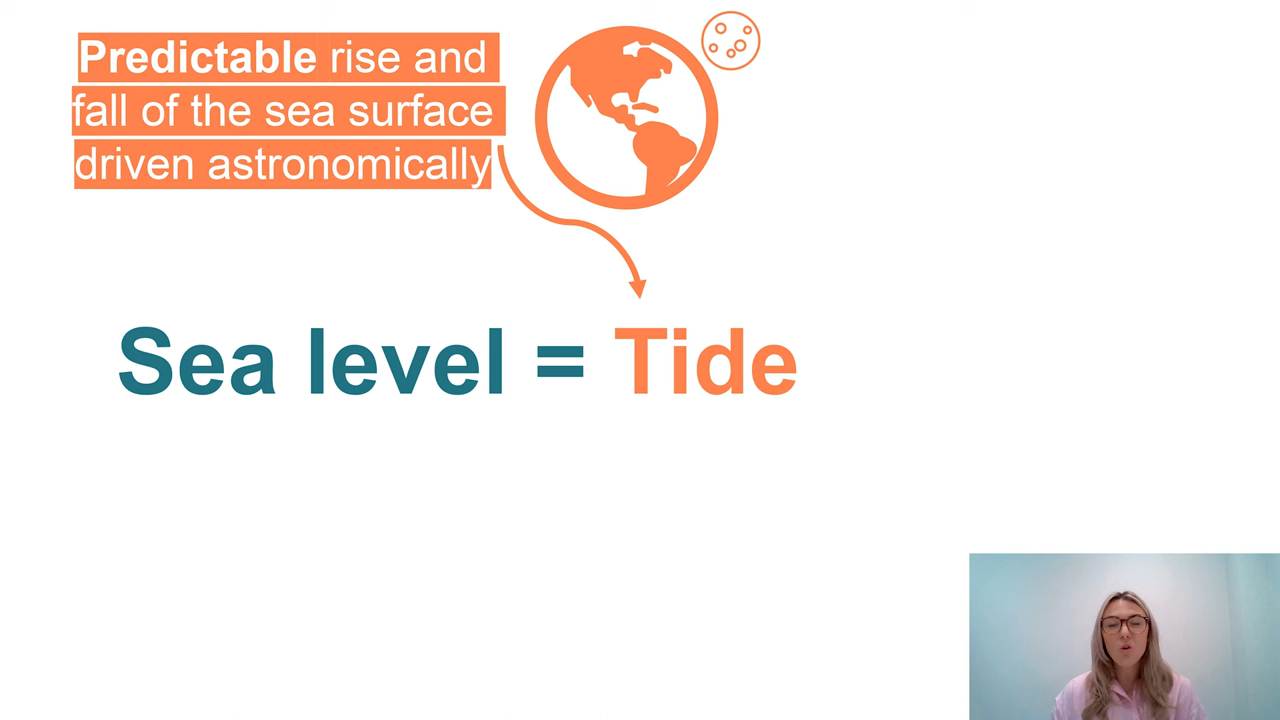 Predictable rise and
fall of the sea surface
driven astronomically
Sea level = Tide